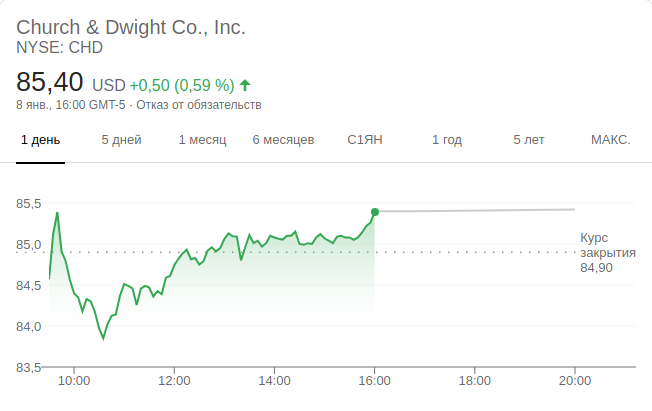 Church & Dwight Co., Inc.
NYSE: CHD
85,40 USD +0,50 (0,59 %)
8 янв., 16:00 GMT-5 · Отказ от обязательств
1 день 5 дней 1 месяц 6 месяцев С1ЯН 1 год 5 лет МАКС.
85,5
85,0
84,5
84,0
83,5
Курс
закрытия
84,90
10:00 12:00 14:00 16:00 18:00 20:00